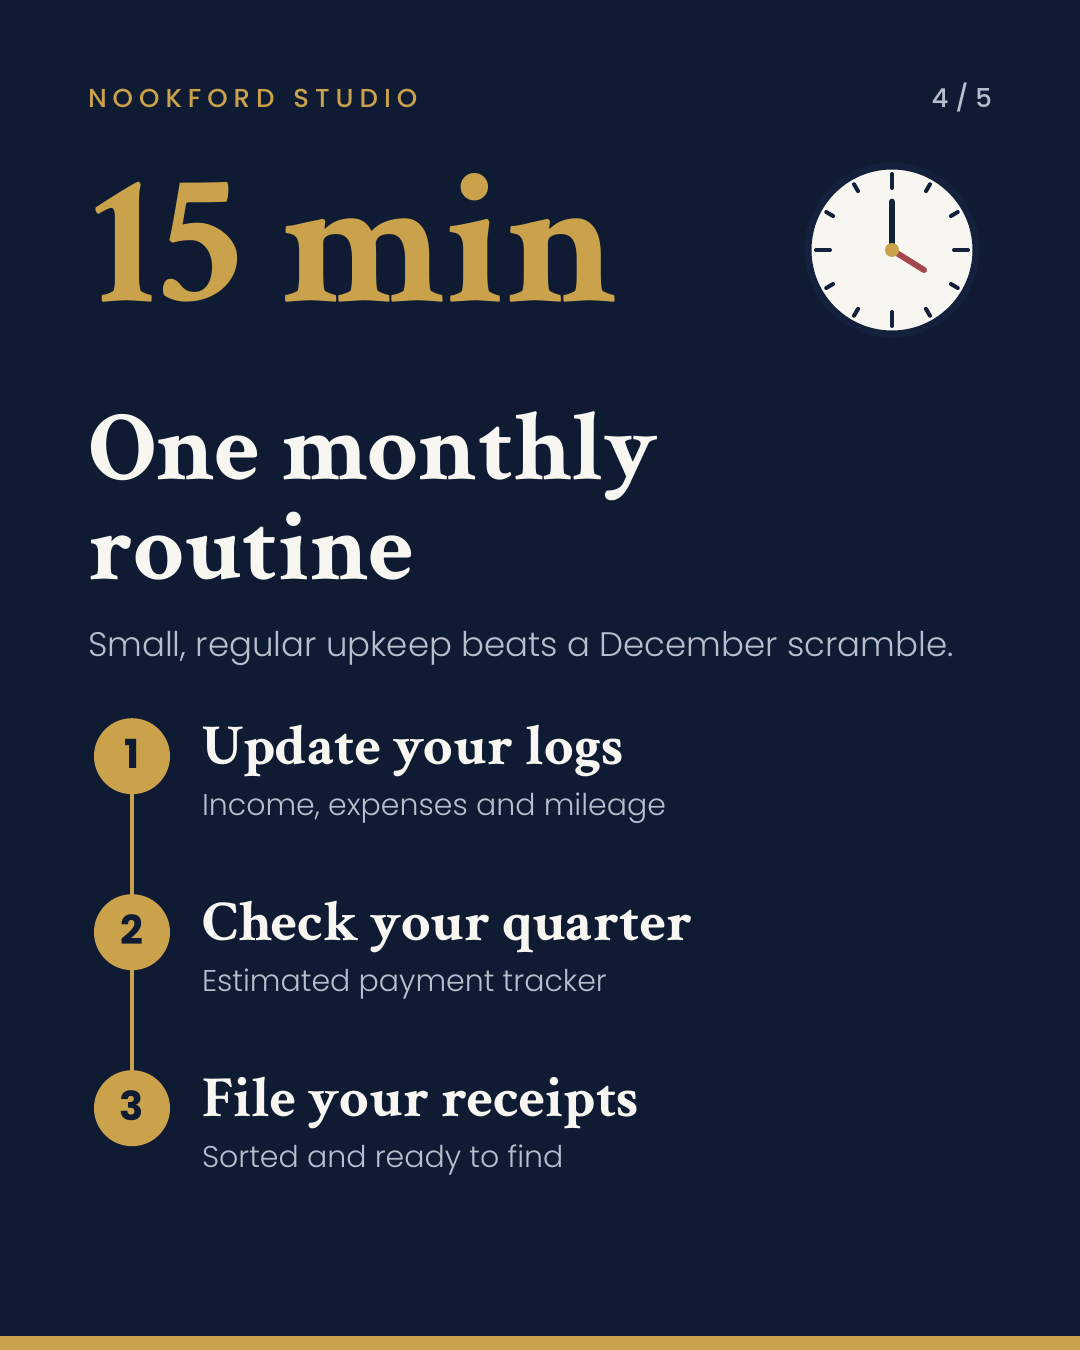 NOOKFORD STUDIO
4 / 5
15 min
One monthly
routine
Small, regular upkeep beats a December scramble.
1
Update your logs
Income, expenses and mileage
2
Check your quarter
Estimated payment tracker
3
File your receipts
Sorted and ready to find